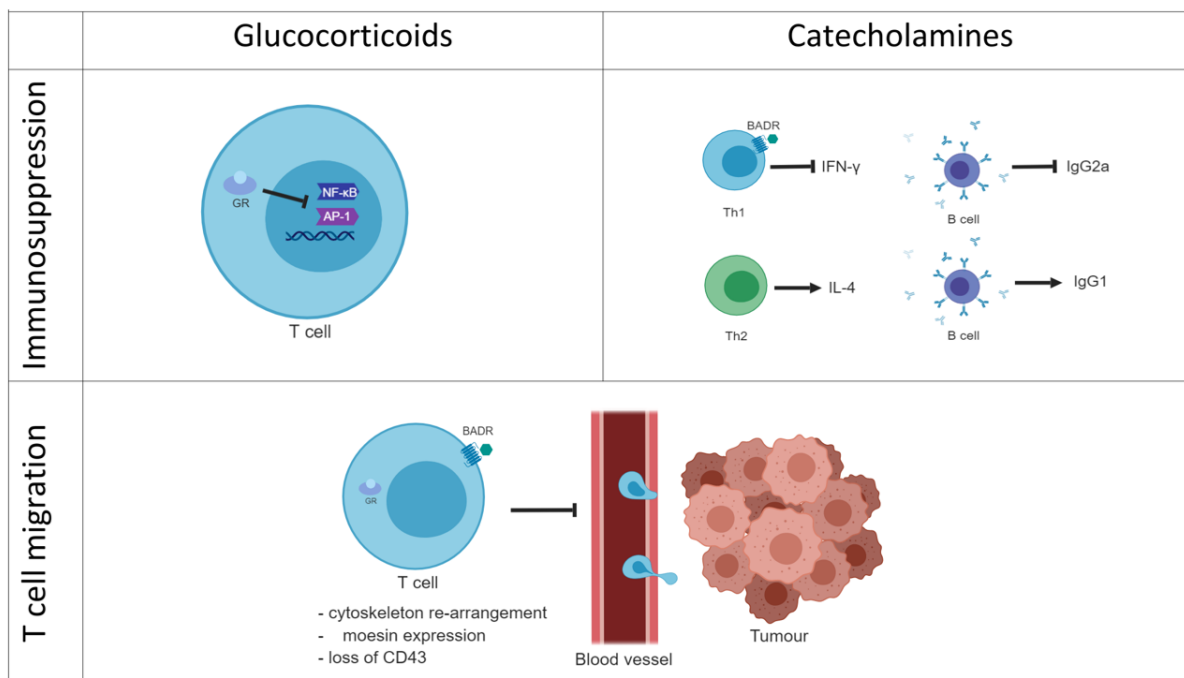 Glucocorticoids
Catecholamines
Immunosuppression
GR
NF-κB
AP-1
T cell
BADR
IFN-γ
Th1
IgG2a
B cell
IL-4
Th2
IgG1
B cell
T cell migration
BADR
GR
T cell
- cytoskeleton re-arrangement
- moesin expression
- loss of CD43
Blood vessel
Tumour